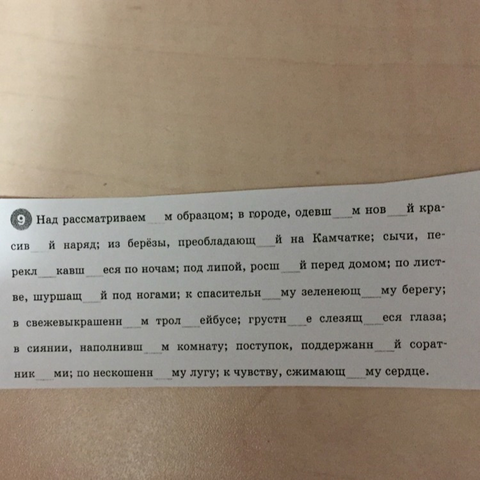 9 Над рассматриваем__м образцом; в городе, одевш__м нов__й кра-
сив__й наряд; из берёзы, преобладающ__й на Камчатке; сычи, пе-
рекл__кавш__еся по ночам; под липой, росш__й перед домом; по лист-
ве, шуршащ__й под ногами; к спасительн__му зеленеющ__му берегу;
в свежевыкрашенн__м трол__ейбусе; грустн__е слезящ__еся глаза;
в сиянии, наполнивш__м комнату; поступок, поддержанн__й сорат-
ник__ми; по нескошенн__му лугу; к чувству, сжимающ__му сердце.